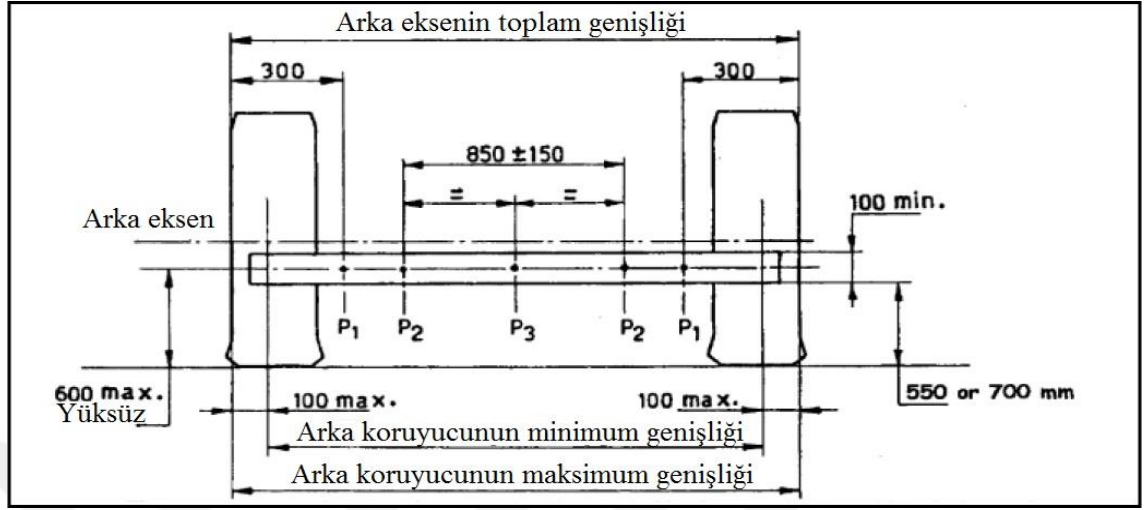 Arka eksenin toplam genişliği
300
300
850 ±150
=
=
100 min.
Arka eksen
P1
P2
P3
P2
P1
600 max.
Yüksüz
100 max.
100 max.
550 or 700 mm
Arka koruyucunun minimum genişliği
Arka koruyucunun maksimum genişliği